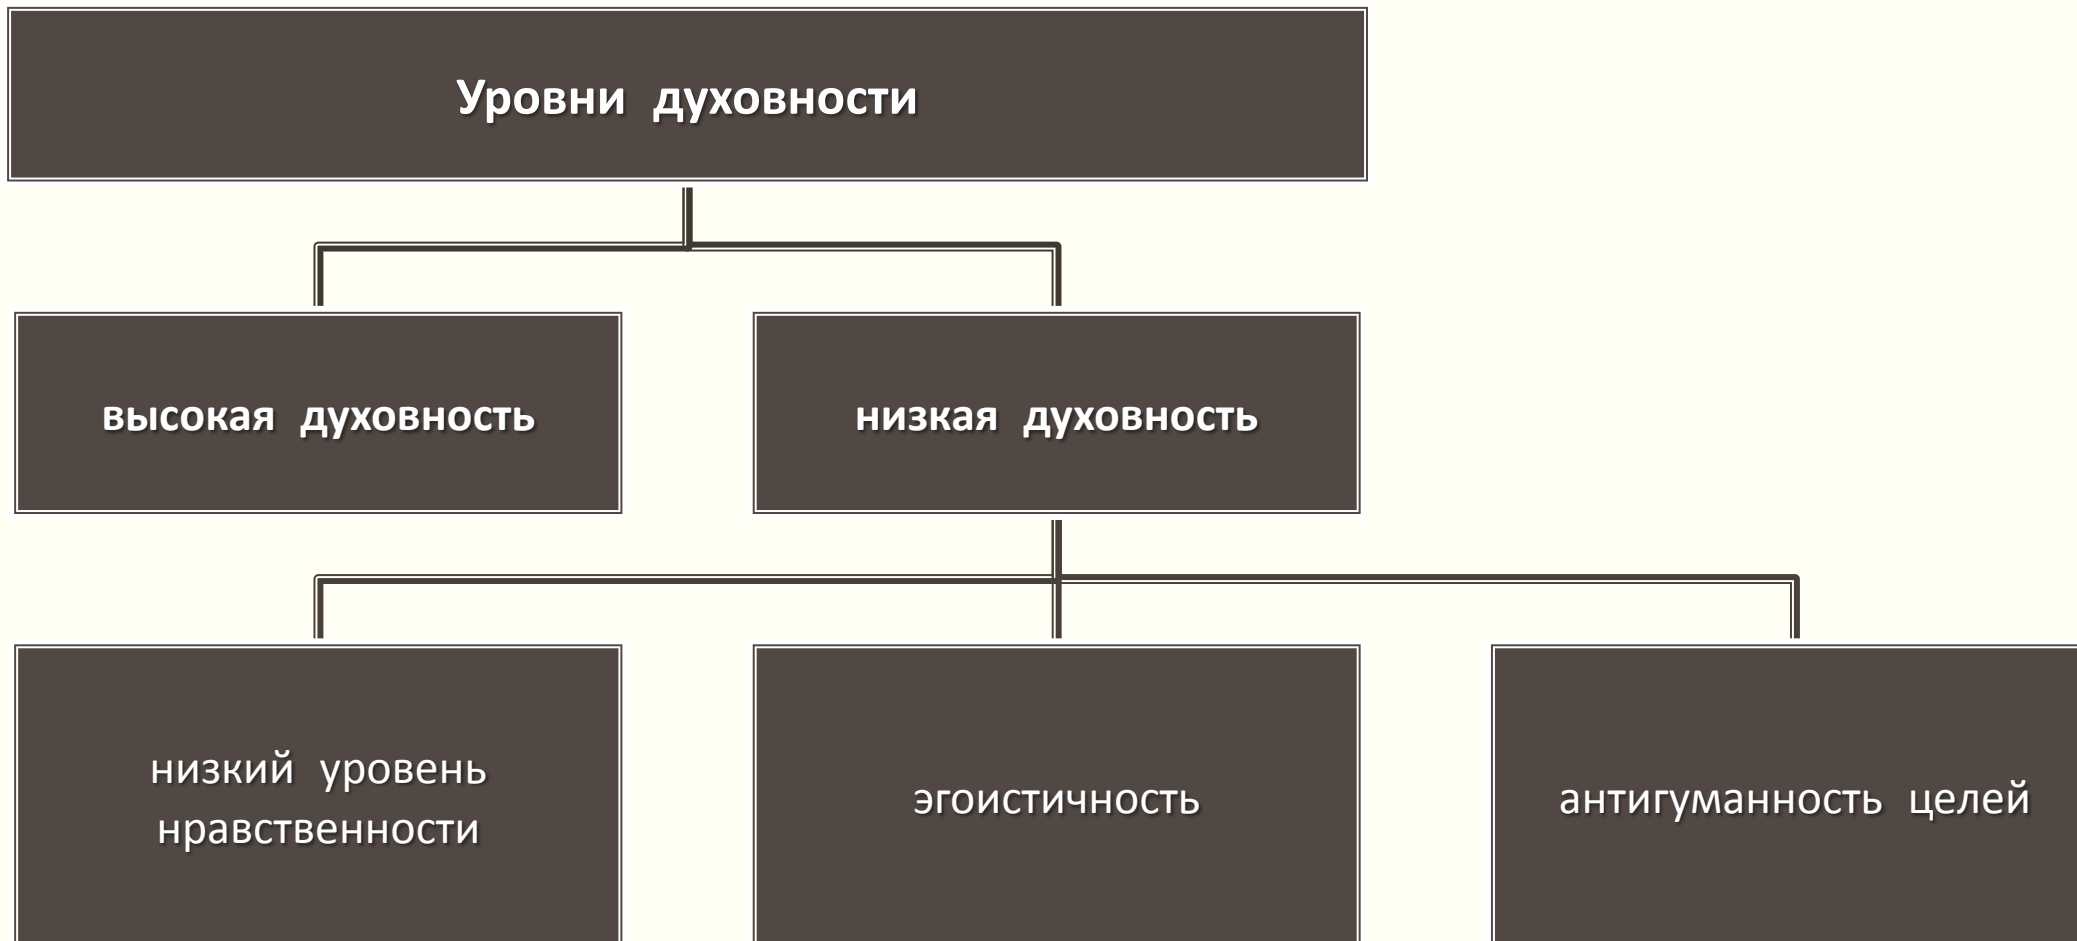 Уровни духовности
высокая духовность
низкая духовность
низкий уровень
нравственности
эгоистичность
антигуманность целей